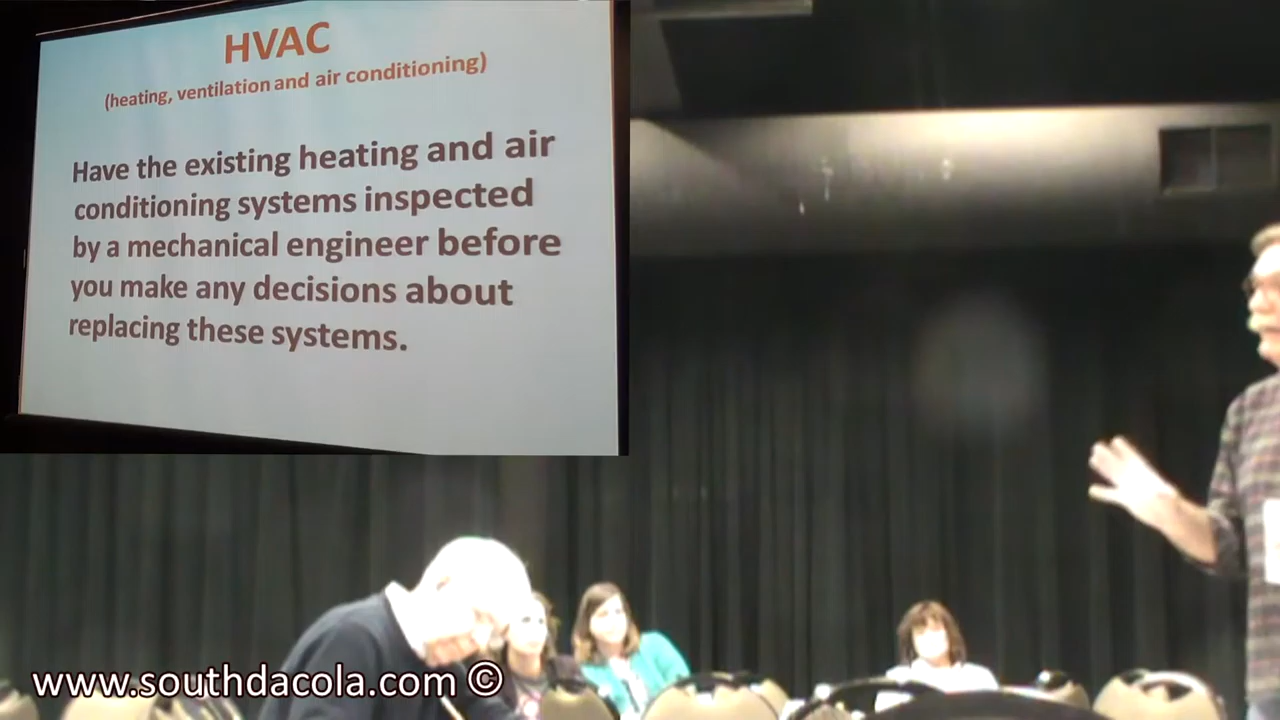 HVAC
(heating, ventilation and air conditioning)
Have the existing heating and air
conditioning systems inspected
by a mechanical engineer before
you make any decisions about
replacing these systems.
www.southdacola.com ©